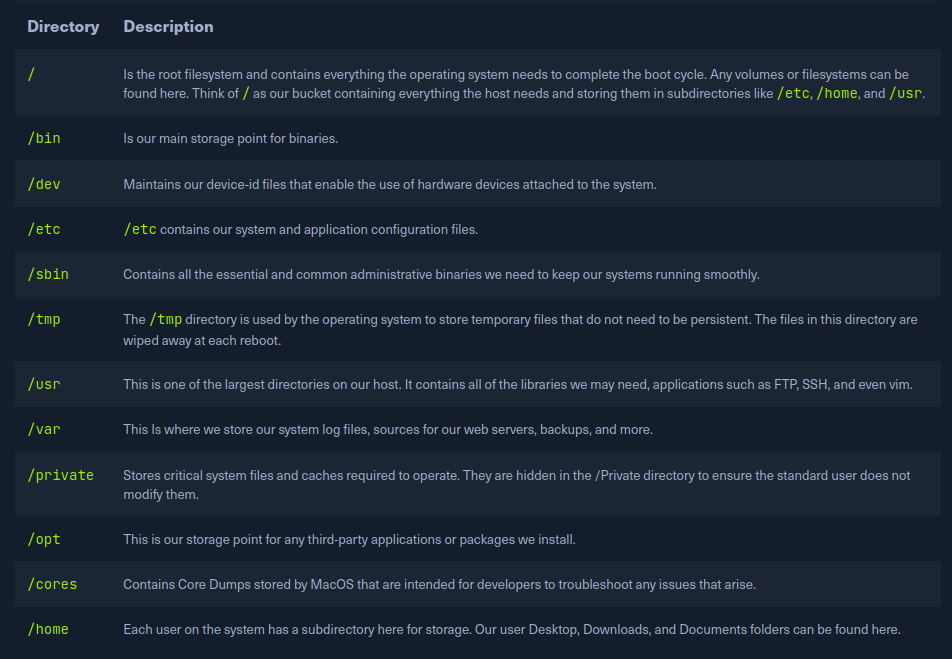 Directory Description
/ Is the root filesystem and contains everything the operating system needs to complete the boot cycle. Any volumes or filesystems can be
found here. Think of / as our bucket containing everything the host needs and storing them in subdirectories like /etc, /home, and /usr.
/bin Is our main storage point for binaries.
/dev Maintains our device-id files that enable the use of hardware devices attached to the system.
/etc /etc contains our system and application configuration files.
/sbin Contains all the essential and common administrative binaries we need to keep our systems running smoothly.
/tmp The /tmp directory is used by the operating system to store temporary files that do not need to be persistent. The files in this directory are
wiped away at each reboot.
/usr This is one of the largest directories on our host. It contains all of the libraries we may need, applications such as FTP, SSH, and even vim.
/var This Is where we store our system log files, sources for our web servers, backups, and more.
/private Stores critical system files and caches required to operate. They are hidden in the /Private directory to ensure the standard user does not
modify them.
/opt This is our storage point for any third-party applications or packages we install.
/cores Contains Core Dumps stored by MacOS that are intended for developers to troubleshoot any issues that arise.
/home Each user on the system has a subdirectory here for storage. Our user Desktop, Downloads, and Documents folders can be found here.